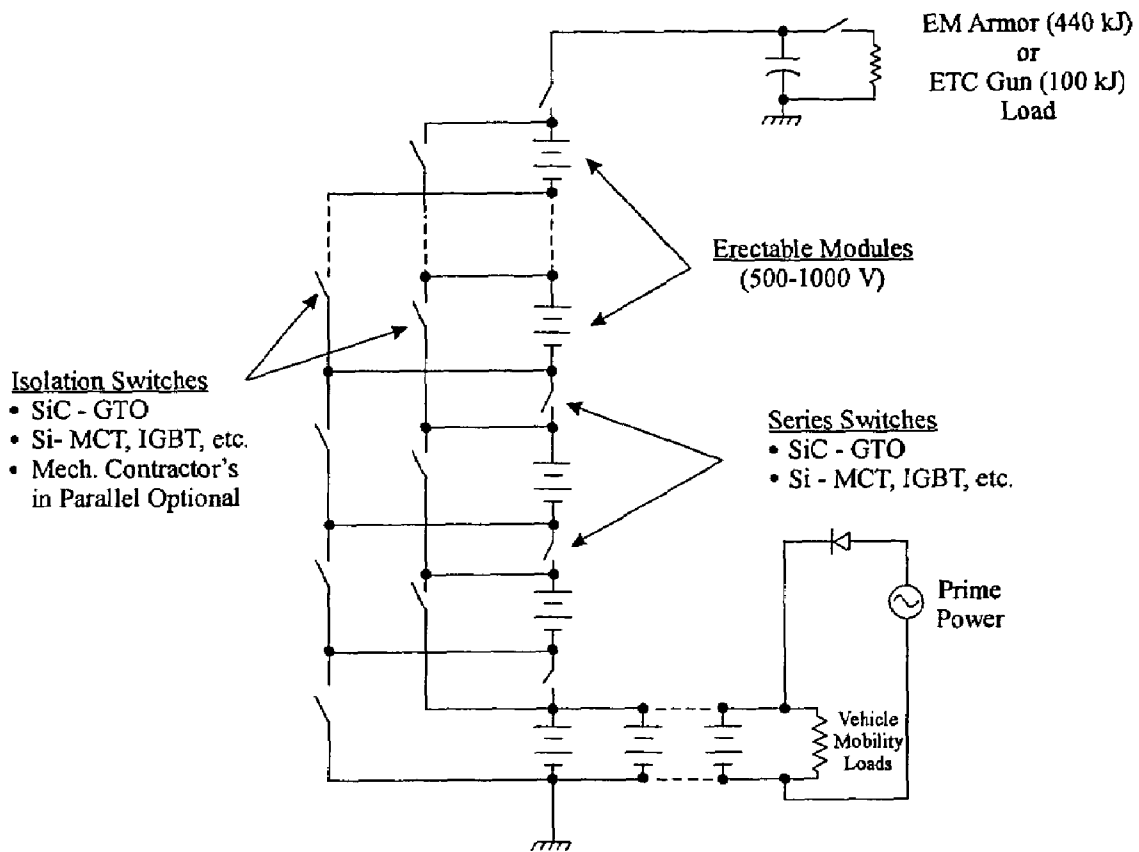 EM Armor (440 kJ)
or
ETC Gun (100 kJ)
Load
Erectable Modules
(500-1000 V)
Isolation Switches
• SiC - GTO
• Si- MCT, IGBT, etc.
• Mech. Contractor's
in Parallel Optional
Series Switches
• SiC - GTO
• Si - MCT, IGBT, etc.
Prime
Power
Vehicle
Mobility
Loads